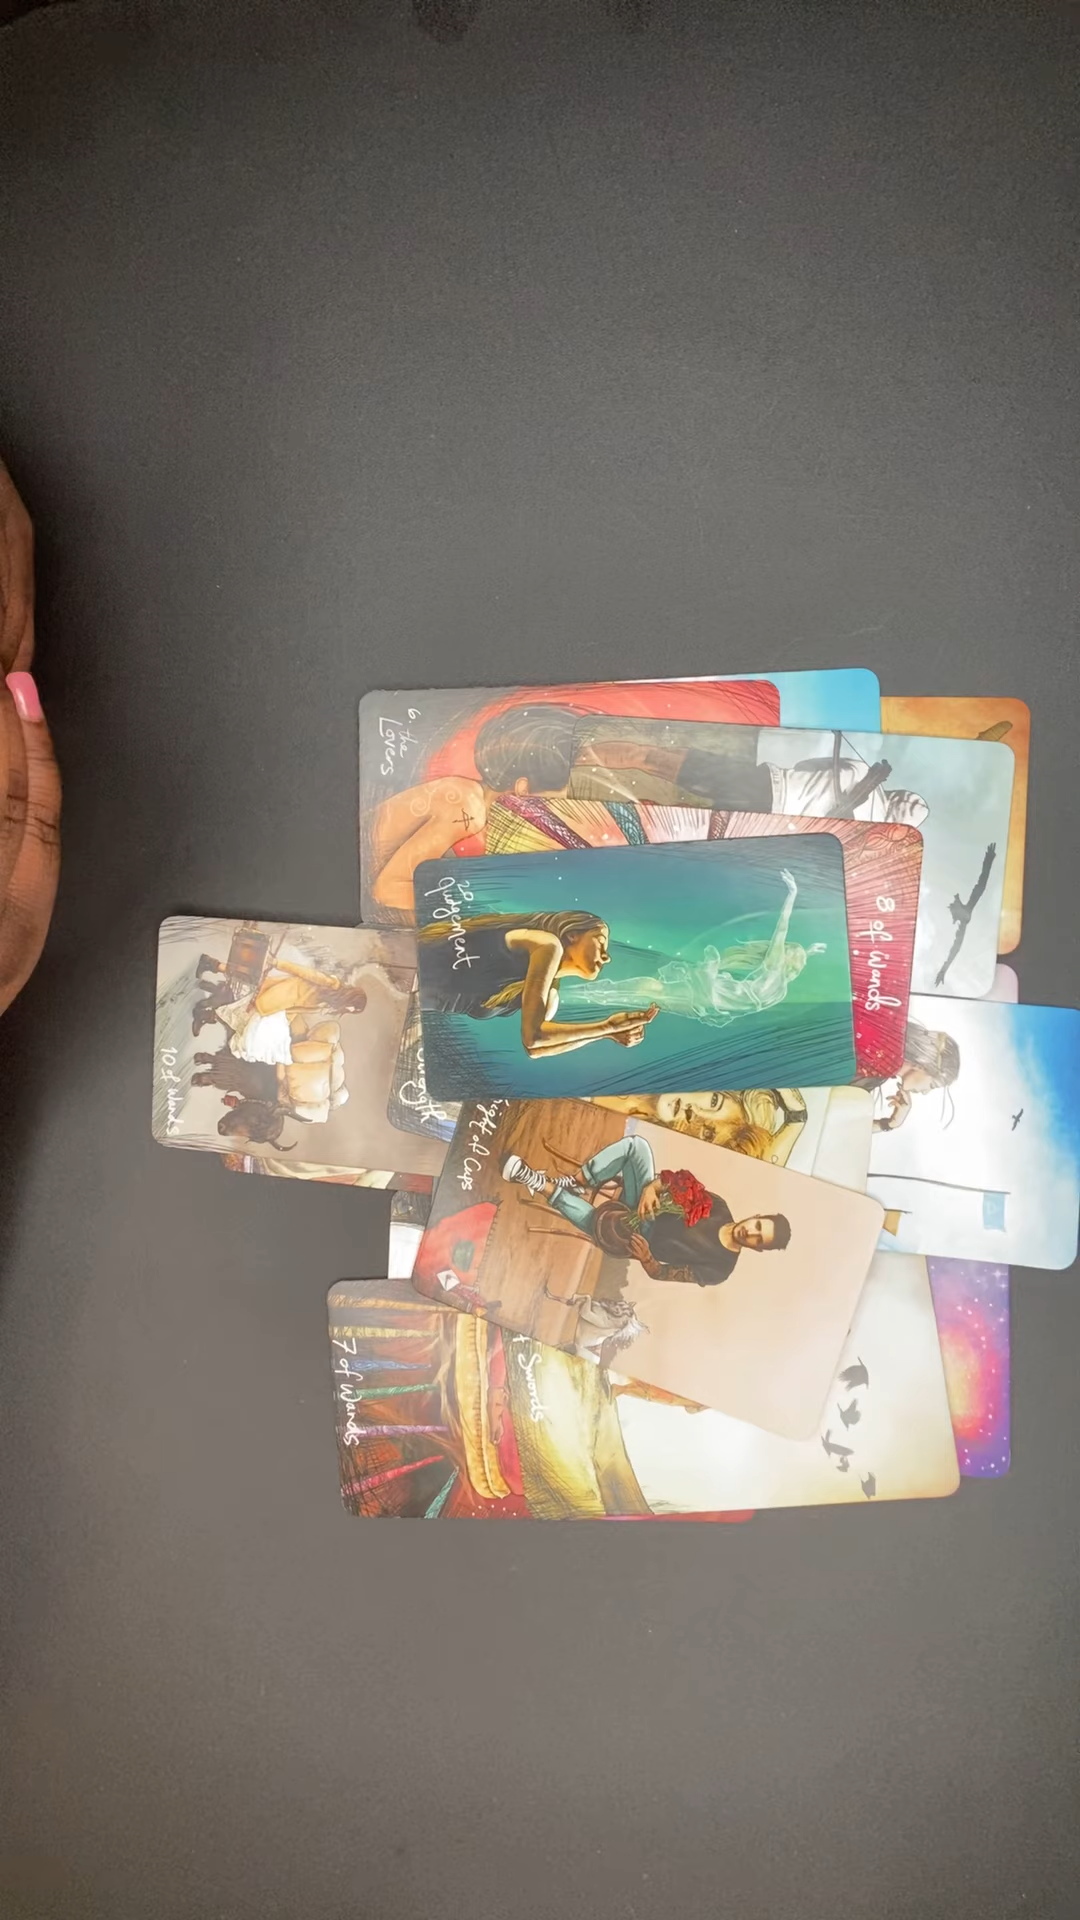 6. the
Lovers
8 of Wands
20
Judgement
10 of Wands
Knight of Cups
7 of Wands
Swords